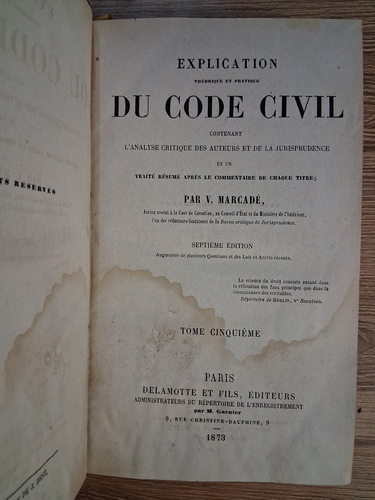 TS RÉSERVÉS
EXPLICATION
THÉORIQUE ET PRATIQUE
DU CODE CIVIL
CONTENANT
L'ANALYSE CRITIQUE DES AUTEURS ET DE LA JURISPRUDENCE
ET UN
TRAITÉ RÉSUMÉ APRÈS LE COMMENTAIRE DE CHAQUE TITRE;
PAR V. MARCADÉ,
Ancien avocat à la Cour de Cassation, au Conseil d'État et du Ministère de l'Intérieur,
l'un des rédacteurs-fondateurs de la Revue critique de Jurisprudence.
SEPTIÈME ÉDITION
Augmentée de plusieurs Questions et des Lois et Arrêts récents.
La science du droit consiste autant dans
la réfutation des faux principes que dans la
connaissance des véritables.
Répertoire de MERLIN, v° Novation.
TOME CINQUIÈME
PARIS
DELAMOTTE ET FILS, ÉDITEURS
ADMINISTRATEURS DU RÉPERTOIRE DE L'ENREGISTREMENT
par M. Garnier
9, RUE CHRISTINE-DAUPHINE, 9
1873